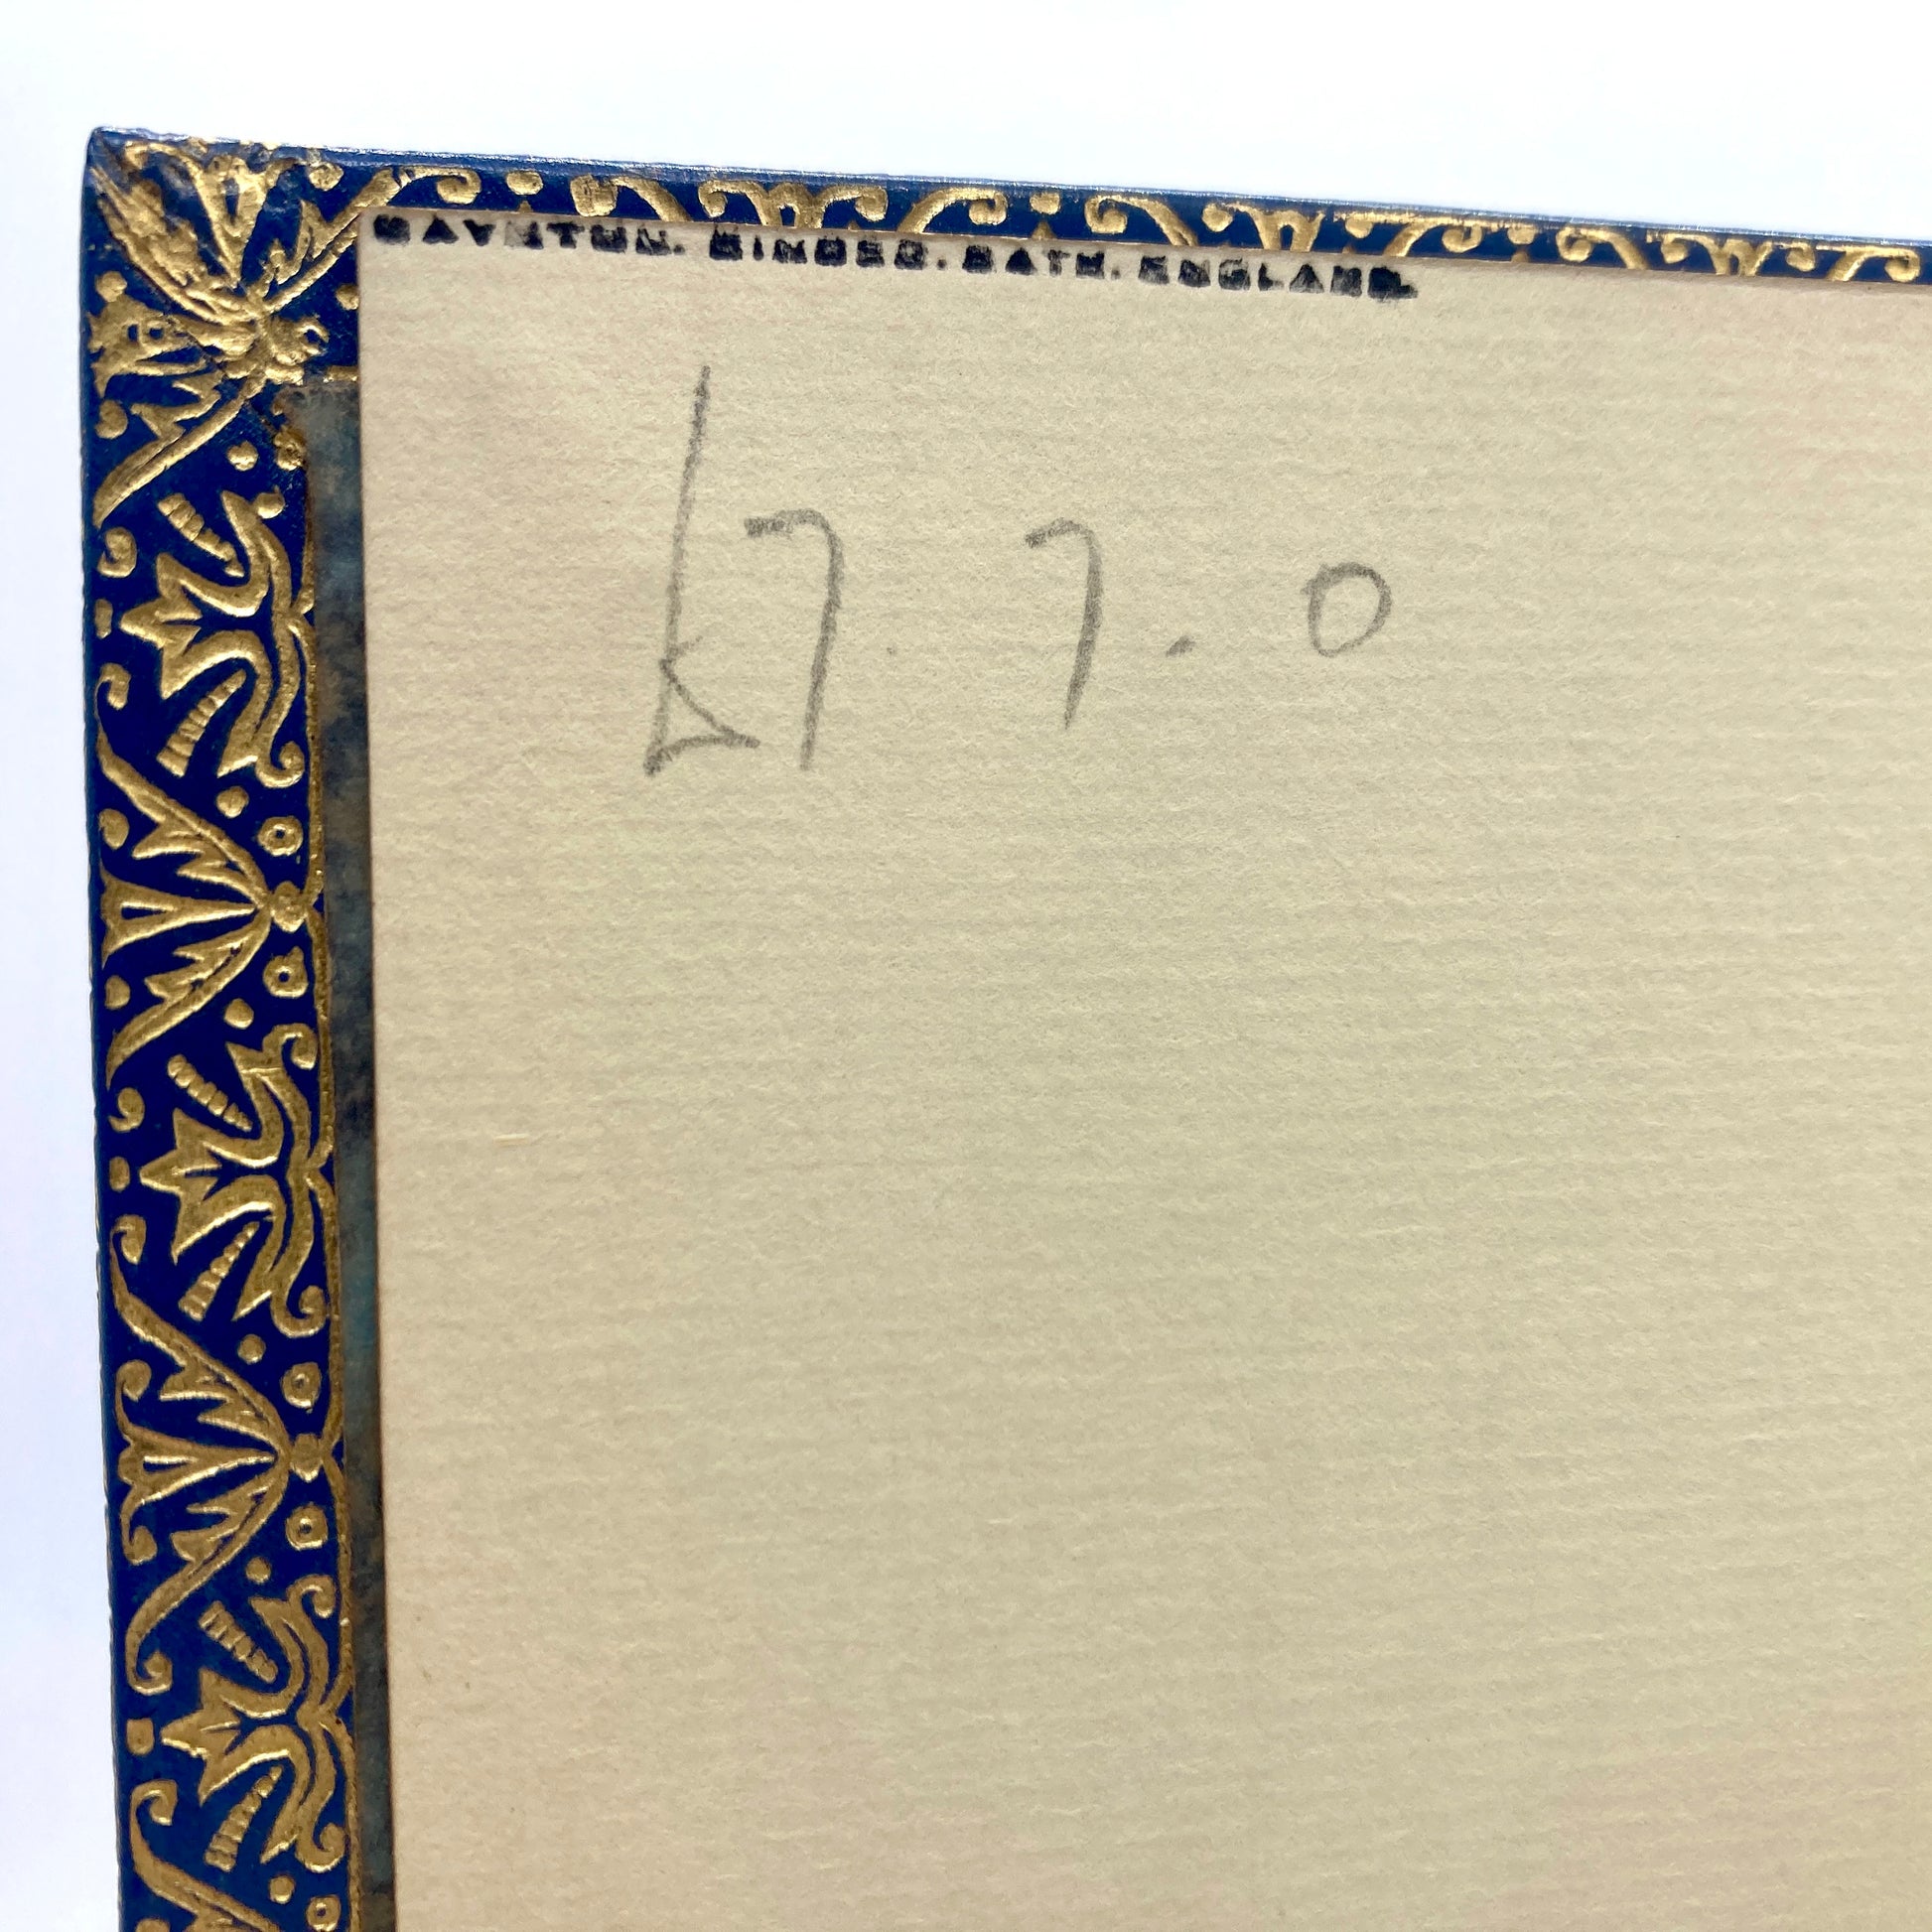 BAYNTUN. BINDER. BATH. ENGLAND.
£7. 7. 0